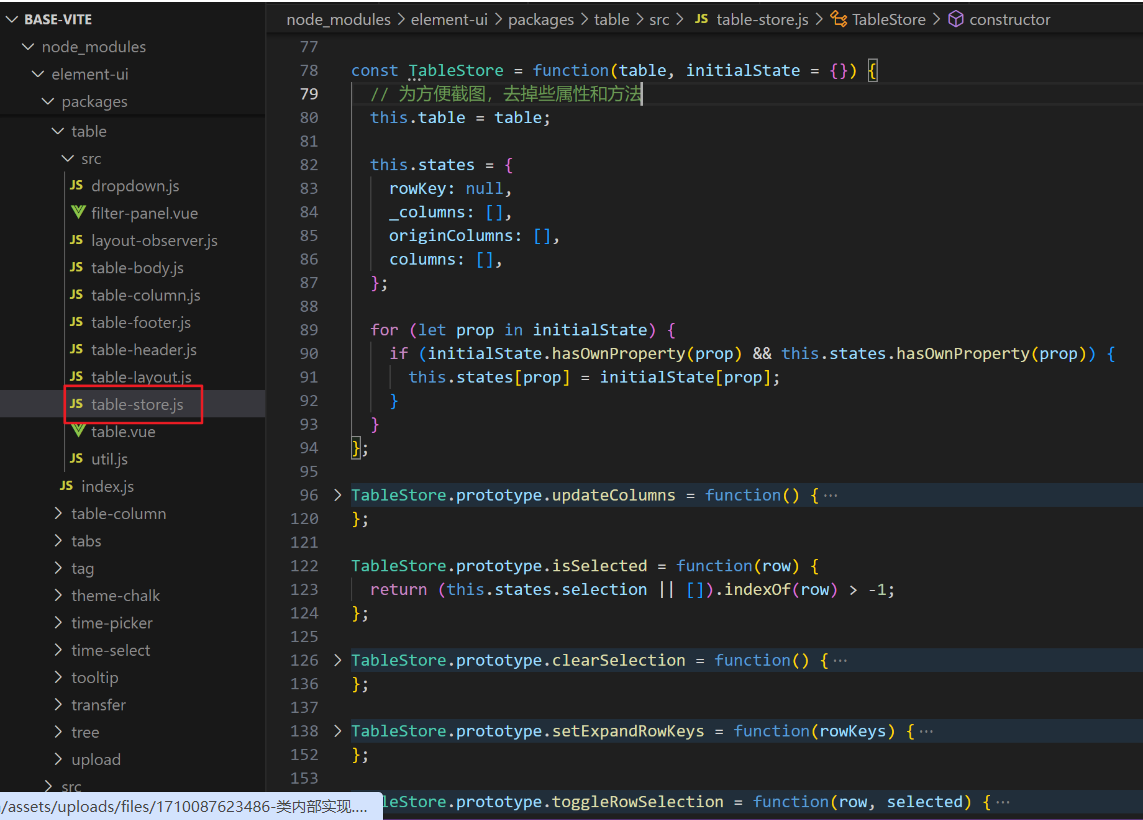 BASE-VITE
node_modules
element-ui
packages
table
src
JS dropdown.js
filter-panel.vue
JS layout-observer.js
JS table-body.js
JS table-column.js
JS table-footer.js
JS table-header.js
JS table-layout.js
JS table-store.js
table.vue
JS util.js
JS index.js
table-column
tabs
tag
theme-chalk
time-picker
time-select
tooltip
transfer
tree
upload
src
/assets/uploads/files/1710087623486-类内部实现....
node_modules > element-ui > packages > table > src > JS table-store.js > TableStore > constructor
77
78 const TableStore = function(table, initialState = {}) {
79 // 为方便截图，去掉些属性和方法
80 this.table = table;
81
82 this.states = {
83 rowKey: null,
84 _columns: [],
85 originColumns: [],
86 columns: [],
87 };
88
89 for (let prop in initialState) {
90 if (initialState.hasOwnProperty(prop) && this.states.hasOwnProperty(prop)) {
91 this.states[prop] = initialState[prop];
92 }
93 }
94 };
95
96 > TableStore.prototype.updateColumns = function() {···
120 };
121
122 TableStore.prototype.isSelected = function(row) {
123 return (this.states.selection || []).indexOf(row) > -1;
124 };
125
126 > TableStore.prototype.clearSelection = function() {···
136 };
137
138 > TableStore.prototype.setExpandRowKeys = function(rowKeys) {···
152 };
153
leStore.prototype.toggleRowSelection = function(row, selected) {···